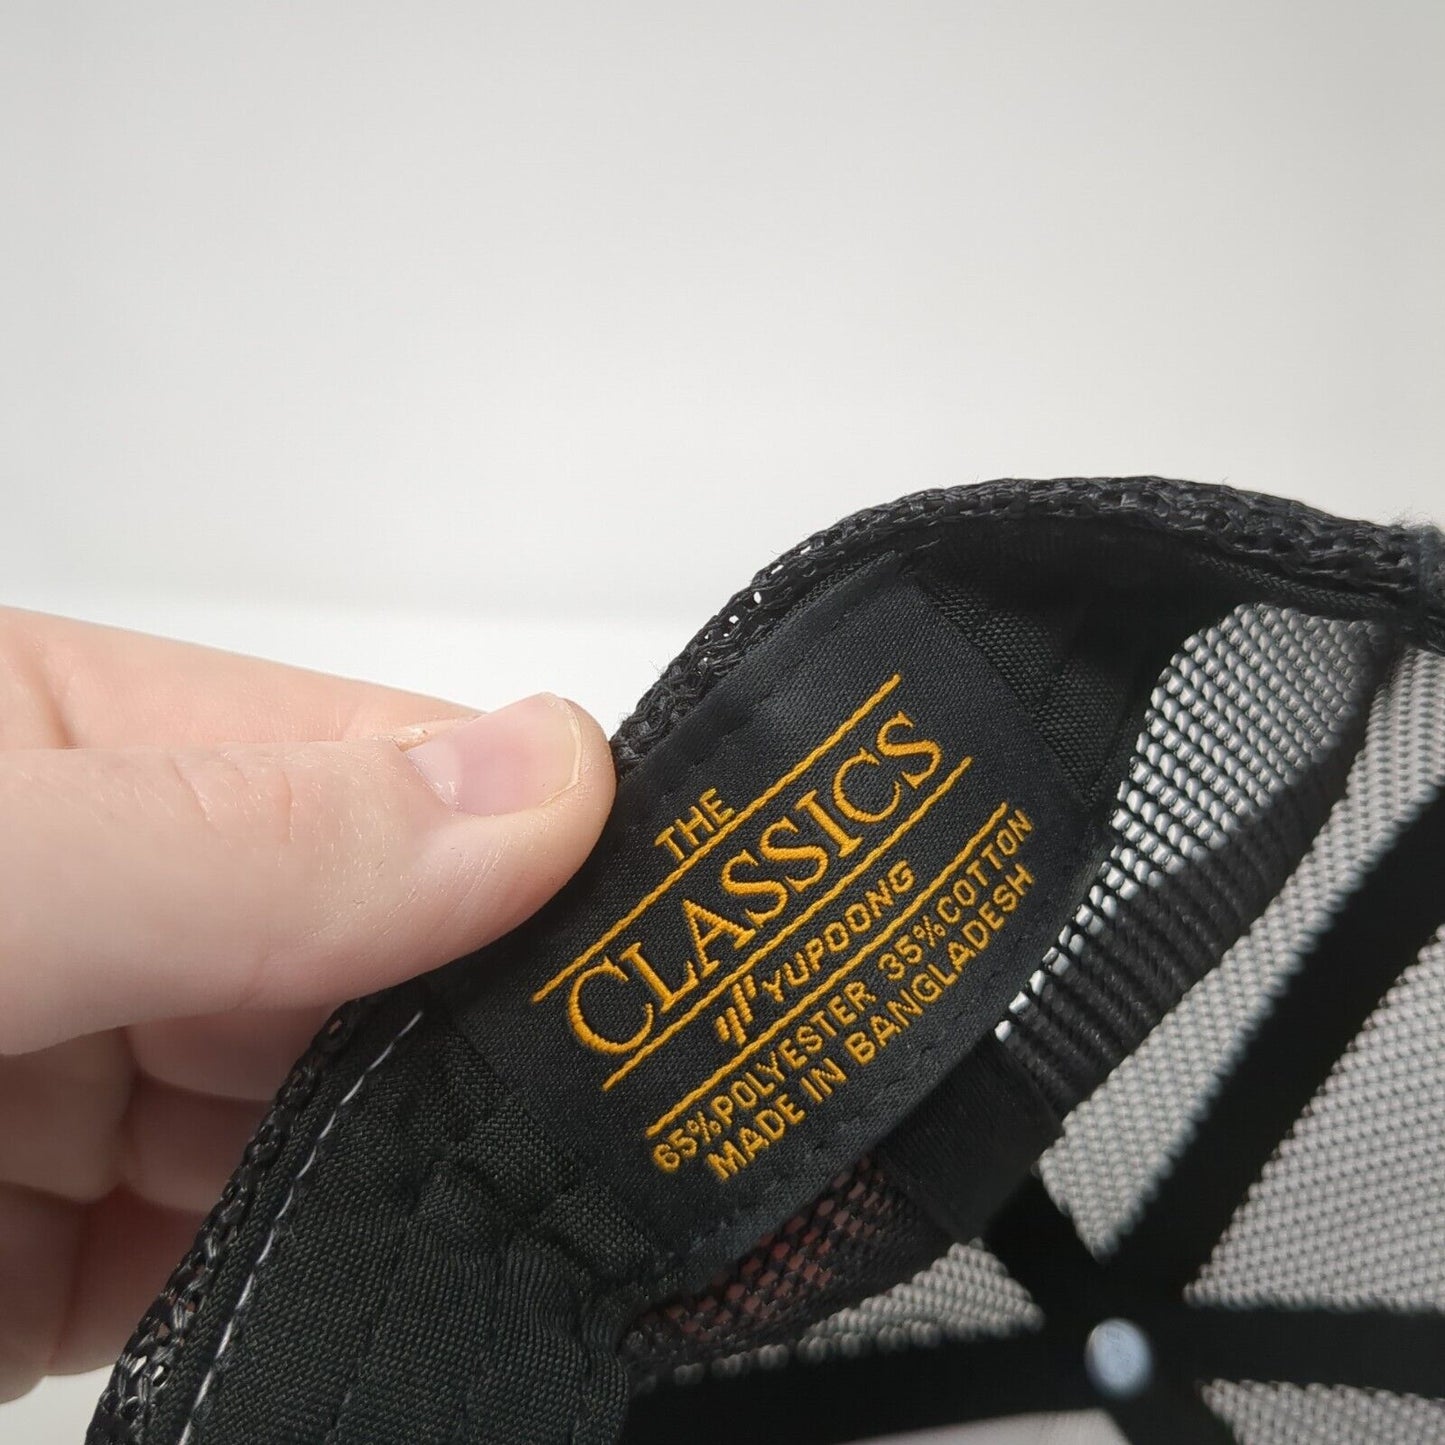 THE
CLASSICS
YUPOONG
65% POLYESTER 35% COTTON
MADE IN BANGLADESH